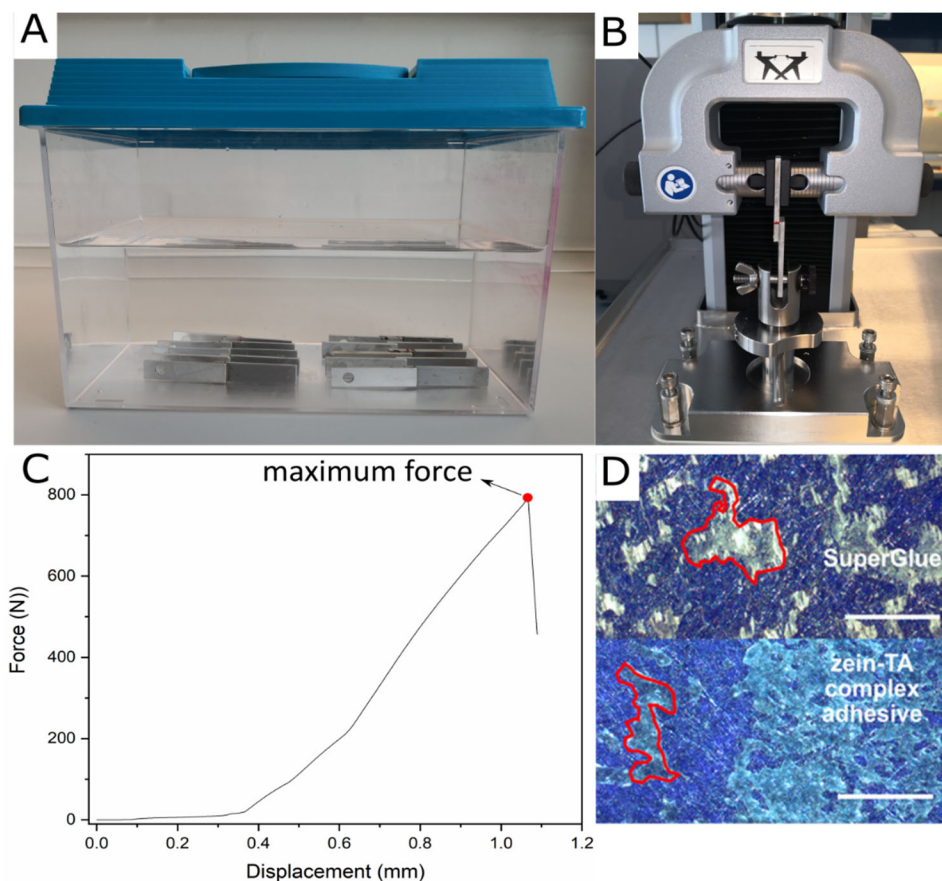 A
B
C
maximum force
800
600
400
200
0
Force (N))
0.0 0.2 0.4 0.6 0.8 1.0 1.2
Displacement (mm)
D
SuperGlue
zein-TA
complex
adhesive